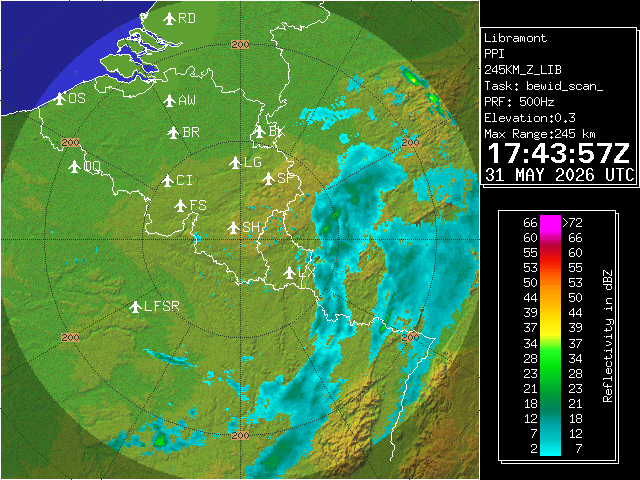 RD
200
OS
AW
BR
BK
200
200
QQ
LG
CI
SP
FS
SH
LX
LFSR
200
200
200
Libramont
PPI
245KM_Z_LIB
Task: bewid_scan_
PRF: 500Hz
Elevation:0.3
Max Range:245 km
17:43:57Z
31 MAY 2026 UTC
66 >72
60 66
55 60
53 55
50 53
44 50
39 44
37 39
34 37
28 34
23 28
21 23
18 21
12 18
7 12
2 7
Reflectivity in dBZ